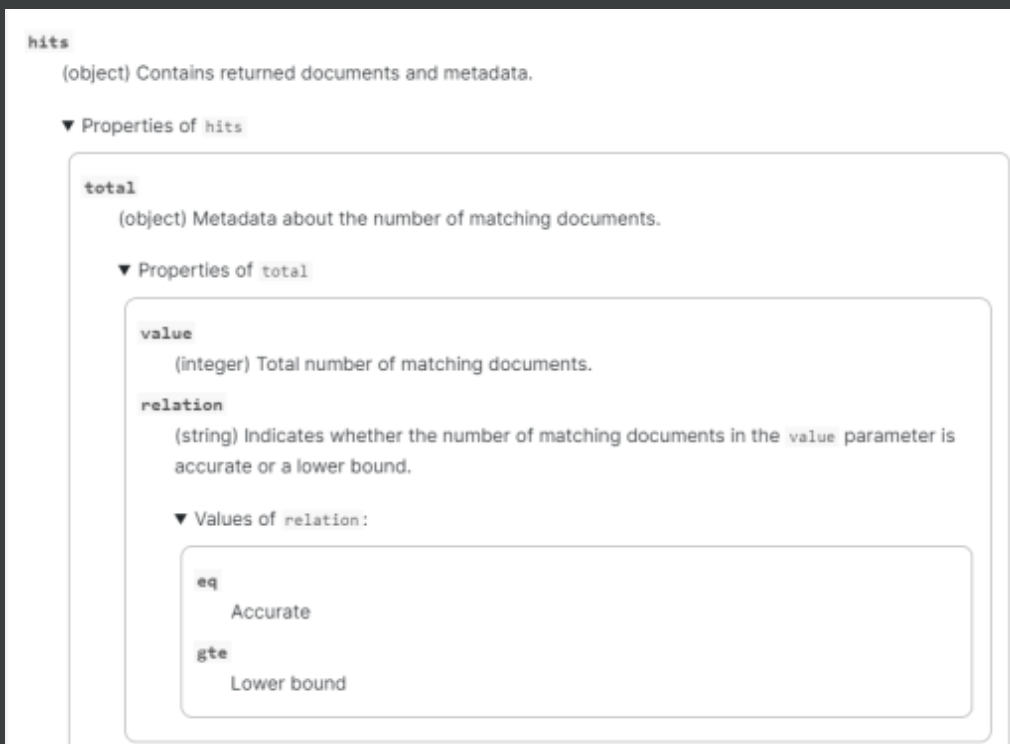 hits
(object) Contains returned documents and metadata.
▼ Properties of hits
total
(object) Metadata about the number of matching documents.
▼ Properties of total
value
(integer) Total number of matching documents.
relation
(string) Indicates whether the number of matching documents in the value parameter is
accurate or a lower bound.
▼ Values of relation:
eq
Accurate
gte
Lower bound